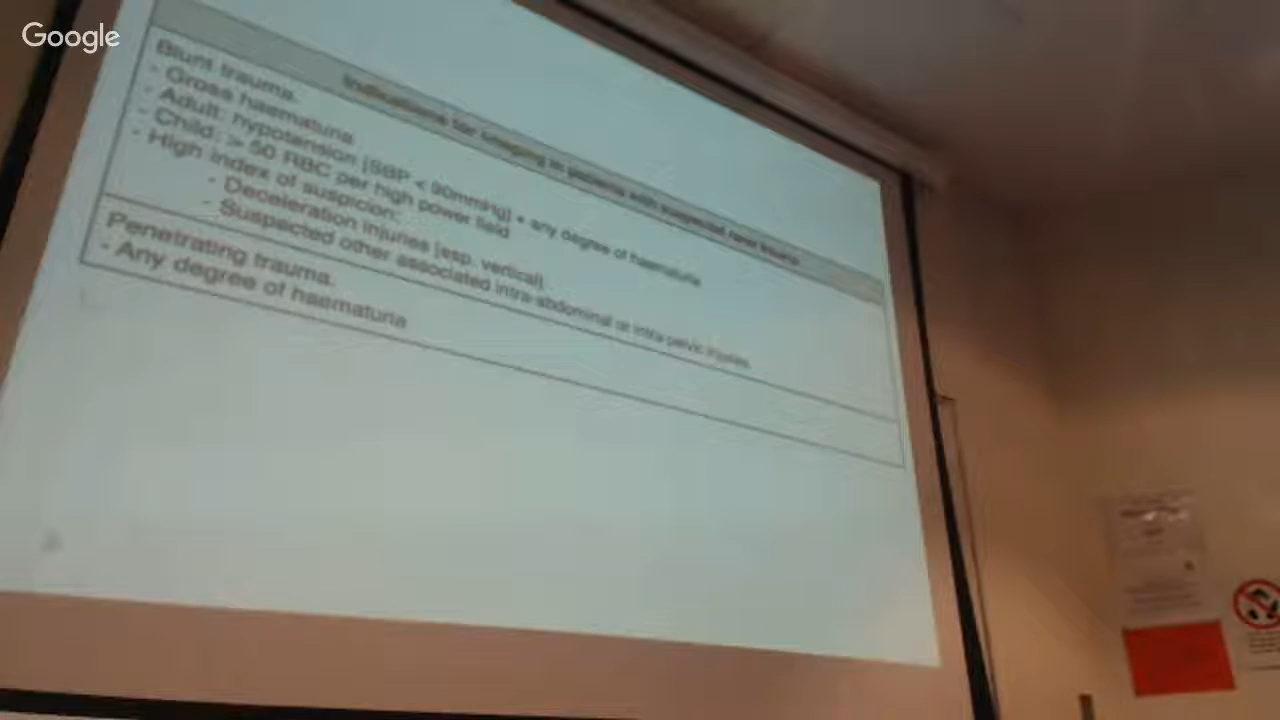 Google
Indications for imaging in patients with suspected renal trauma
Blunt trauma.
- Gross haematuria
- Adult: hypotension [SBP < 90mmHg] + any degree of haematuria
- Child: > 50 RBC per high power field
- High index of suspicion:
- Deceleration injuries [esp. vertical]
- Suspected other associated intra-abdominal or intra-pelvic injuries
Penetrating trauma.
- Any degree of haematuria